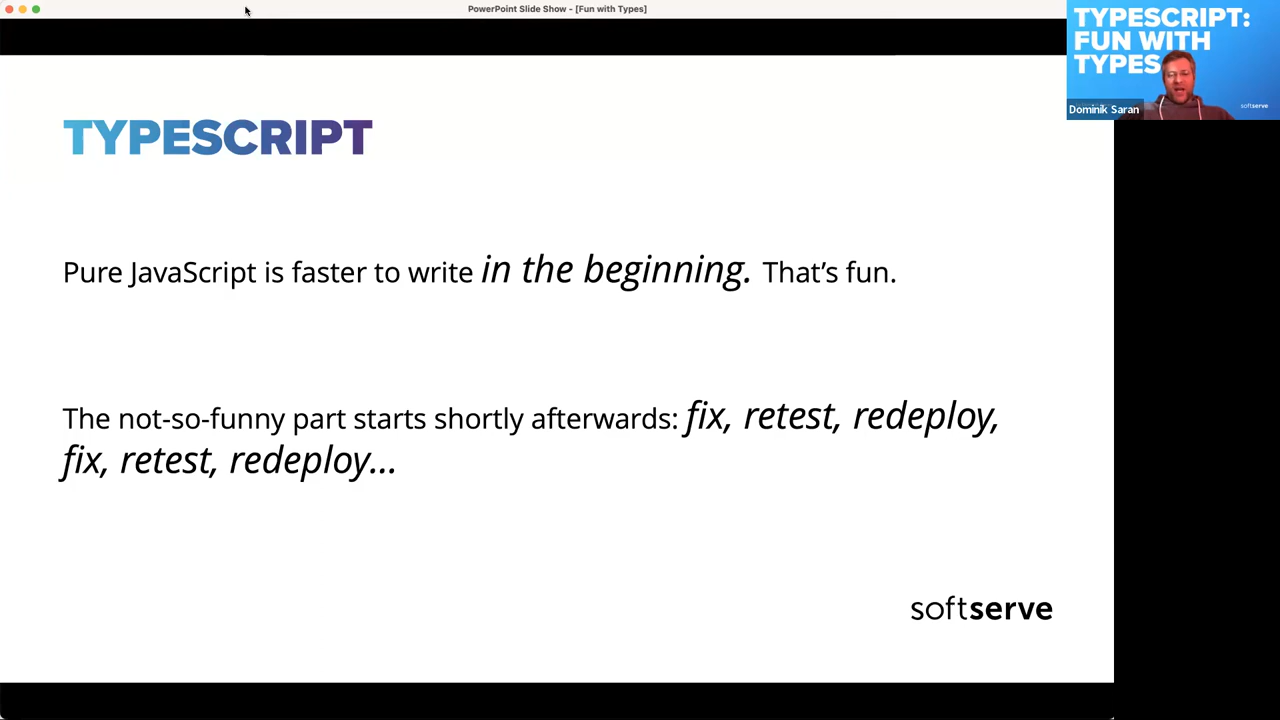 PowerPoint Slide Show - [Fun with Types]
TYPESCRIPT:
FUN WITH
TYPES
Dominik Saran
softserve
TYPESCRIPT
Pure JavaScript is faster to write in the beginning. That’s fun.
The not-so-funny part starts shortly afterwards: fix, retest, redeploy,
fix, retest, redeploy…
softserve